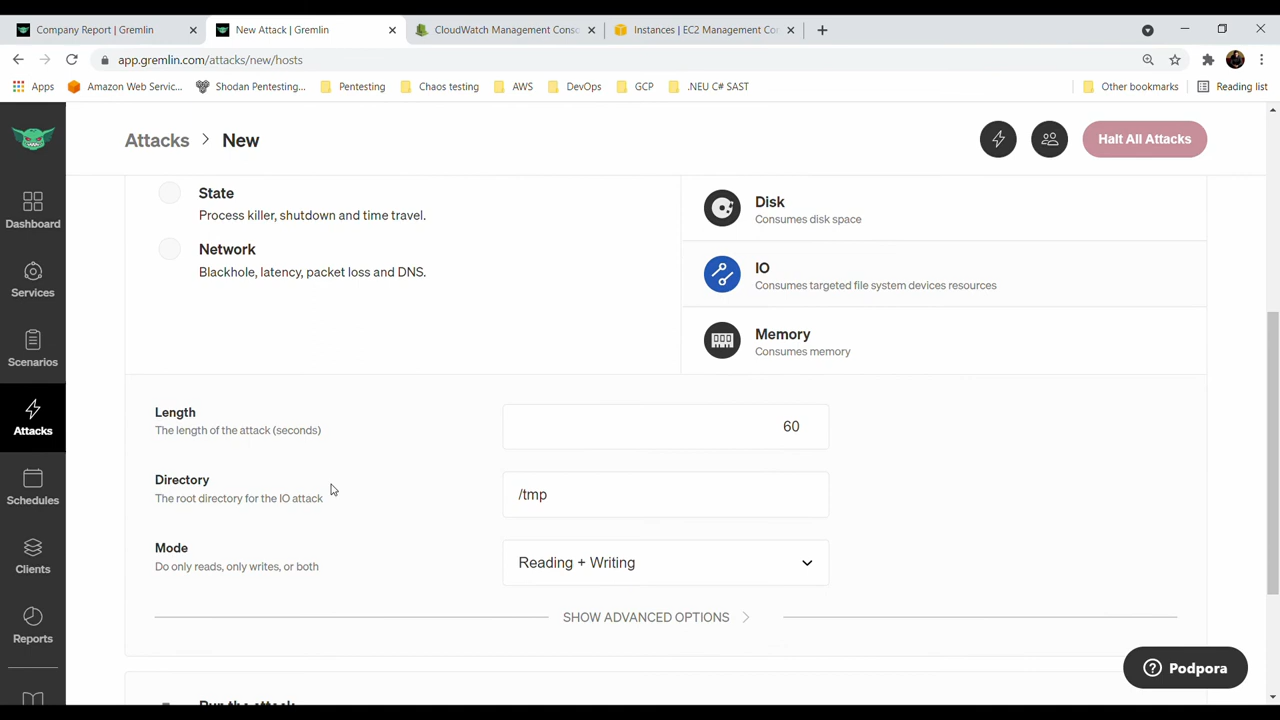 Company Report | Gremlin
New Attack | Gremlin
CloudWatch Management Consc
Instances | EC2 Management Cor
app.gremlin.com/attacks/new/hosts
Apps
Amazon Web Servic...
Shodan Pentesting...
Pentesting
Chaos testing
AWS
DevOps
GCP
.NEU C# SAST
Other bookmarks
Reading list
Attacks > New
Halt All Attacks
Dashboard
Services
Scenarios
Attacks
Schedules
Clients
Reports
State
Process killer, shutdown and time travel.
Network
Blackhole, latency, packet loss and DNS.
Disk
Consumes disk space
IO
Consumes targeted file system devices resources
Memory
Consumes memory
Length
The length of the attack (seconds)
60
Directory
The root directory for the IO attack
/tmp
Mode
Do only reads, only writes, or both
Reading + Writing
SHOW ADVANCED OPTIONS
Run the attack
Podpora